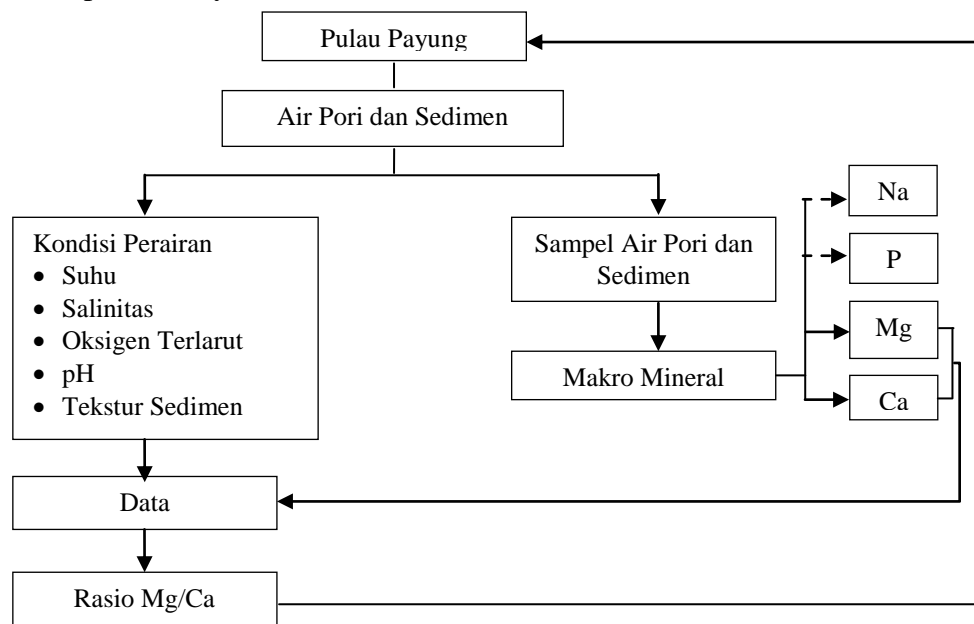 Pulau Payung
Air Pori dan Sedimen
Kondisi Perairan
• Suhu
• Salinitas
• Oksigen Terlarut
• pH
• Tekstur Sedimen
Sampel Air Pori dan
Sedimen
Makro Mineral
Na
P
Mg
Ca
Data
Rasio Mg/Ca